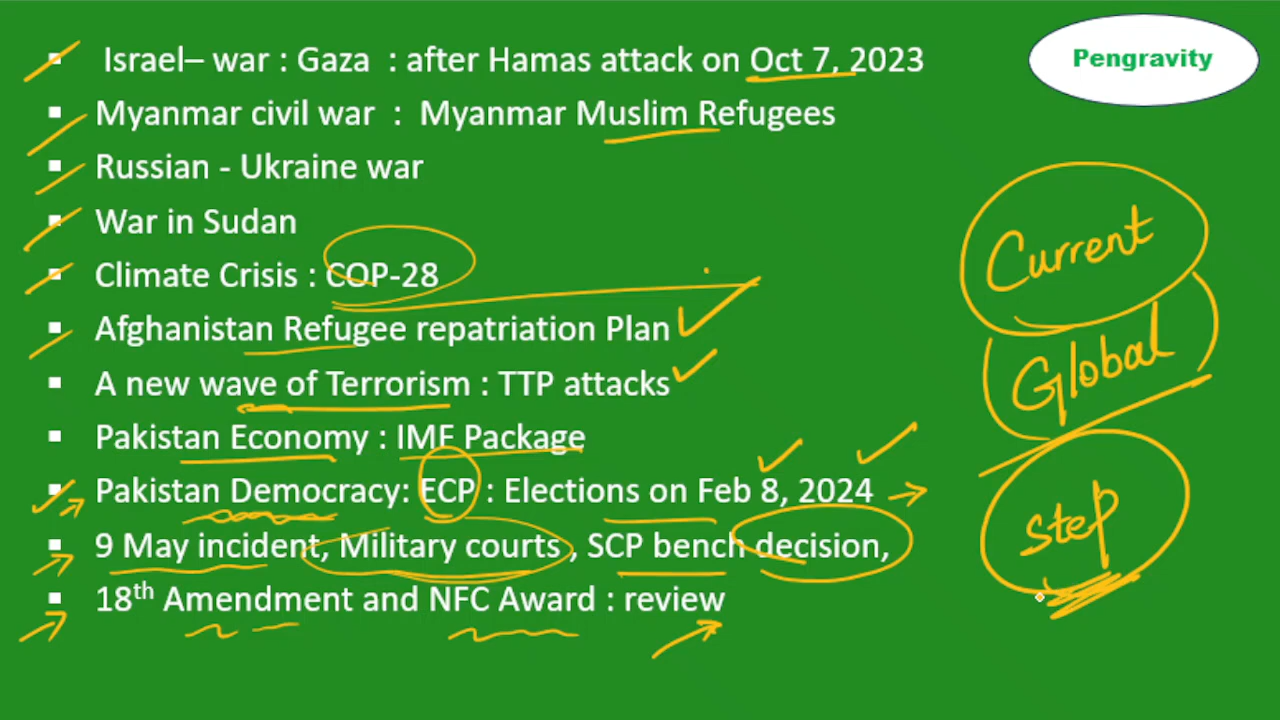 Pengravity
Israel– war : Gaza : after Hamas attack on Oct 7, 2023
Myanmar civil war : Myanmar Muslim Refugees
Russian - Ukraine war
War in Sudan
Climate Crisis : COP-28
Afghanistan Refugee repatriation Plan
A new wave of Terrorism : TTP attacks
Pakistan Economy : IMF Package
Pakistan Democracy: ECP : Elections on Feb 8, 2024
9 May incident, Military courts , SCP bench decision,
18th Amendment and NFC Award : review
Current
Global
step